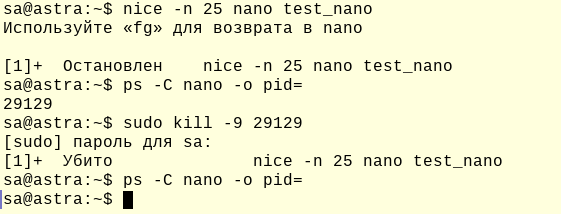 sa@astra:~$ nice -n 25 nano test_nano
Используйте «fg» для возврата в nano
[1]+  Остановлен    nice -n 25 nano test_nano
sa@astra:~$ ps -C nano -o pid=
29129
sa@astra:~$ sudo kill -9 29129
[sudo] пароль для sa:
[1]+  Убито              nice -n 25 nano test_nano
sa@astra:~$ ps -C nano -o pid=
sa@astra:~$